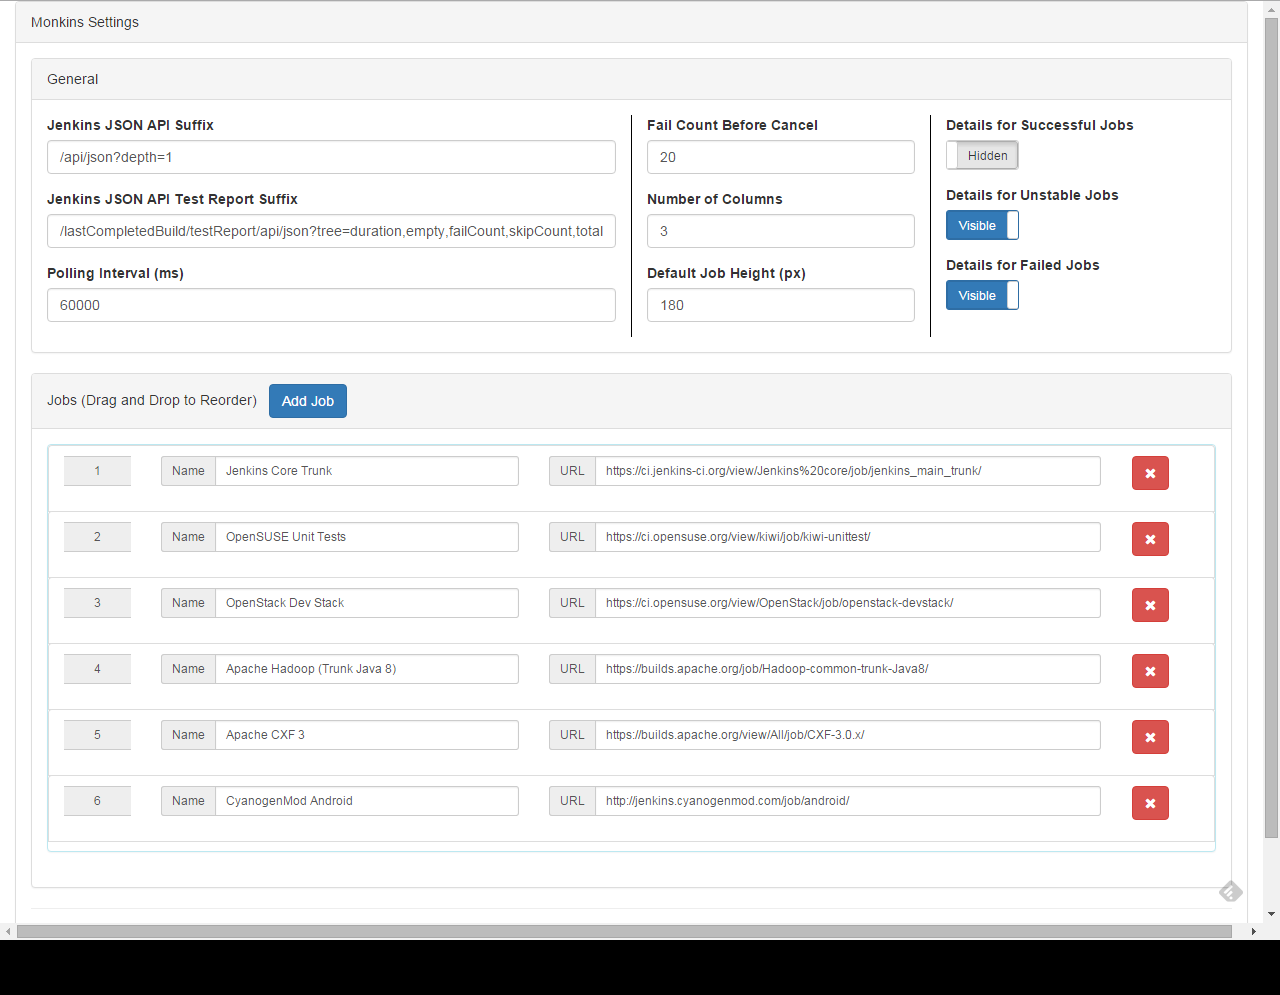 Monkins Settings
General
Jenkins JSON API Suffix
/api/json?depth=1
Jenkins JSON API Test Report Suffix
/lastCompletedBuild/testReport/api/json?tree=duration,empty,failCount,skipCount,total
Polling Interval (ms)
60000
Fail Count Before Cancel
20
Number of Columns
3
Default Job Height (px)
180
Details for Successful Jobs
Hidden
Details for Unstable Jobs
Visible
Details for Failed Jobs
Visible
Jobs (Drag and Drop to Reorder) Add Job
1 Name Jenkins Core Trunk URL https://ci.jenkins-ci.org/view/Jenkins%20core/job/jenkins_main_trunk/
2 Name OpenSUSE Unit Tests URL https://ci.opensuse.org/view/kiwi/job/kiwi-unittest/
3 Name OpenStack Dev Stack URL https://ci.opensuse.org/view/OpenStack/job/openstack-devstack/
4 Name Apache Hadoop (Trunk Java 8) URL https://builds.apache.org/job/Hadoop-common-trunk-Java8/
5 Name Apache CXF 3 URL https://builds.apache.org/view/All/job/CXF-3.0.x/
6 Name CyanogenMod Android URL http://jenkins.cyanogenmod.com/job/android/